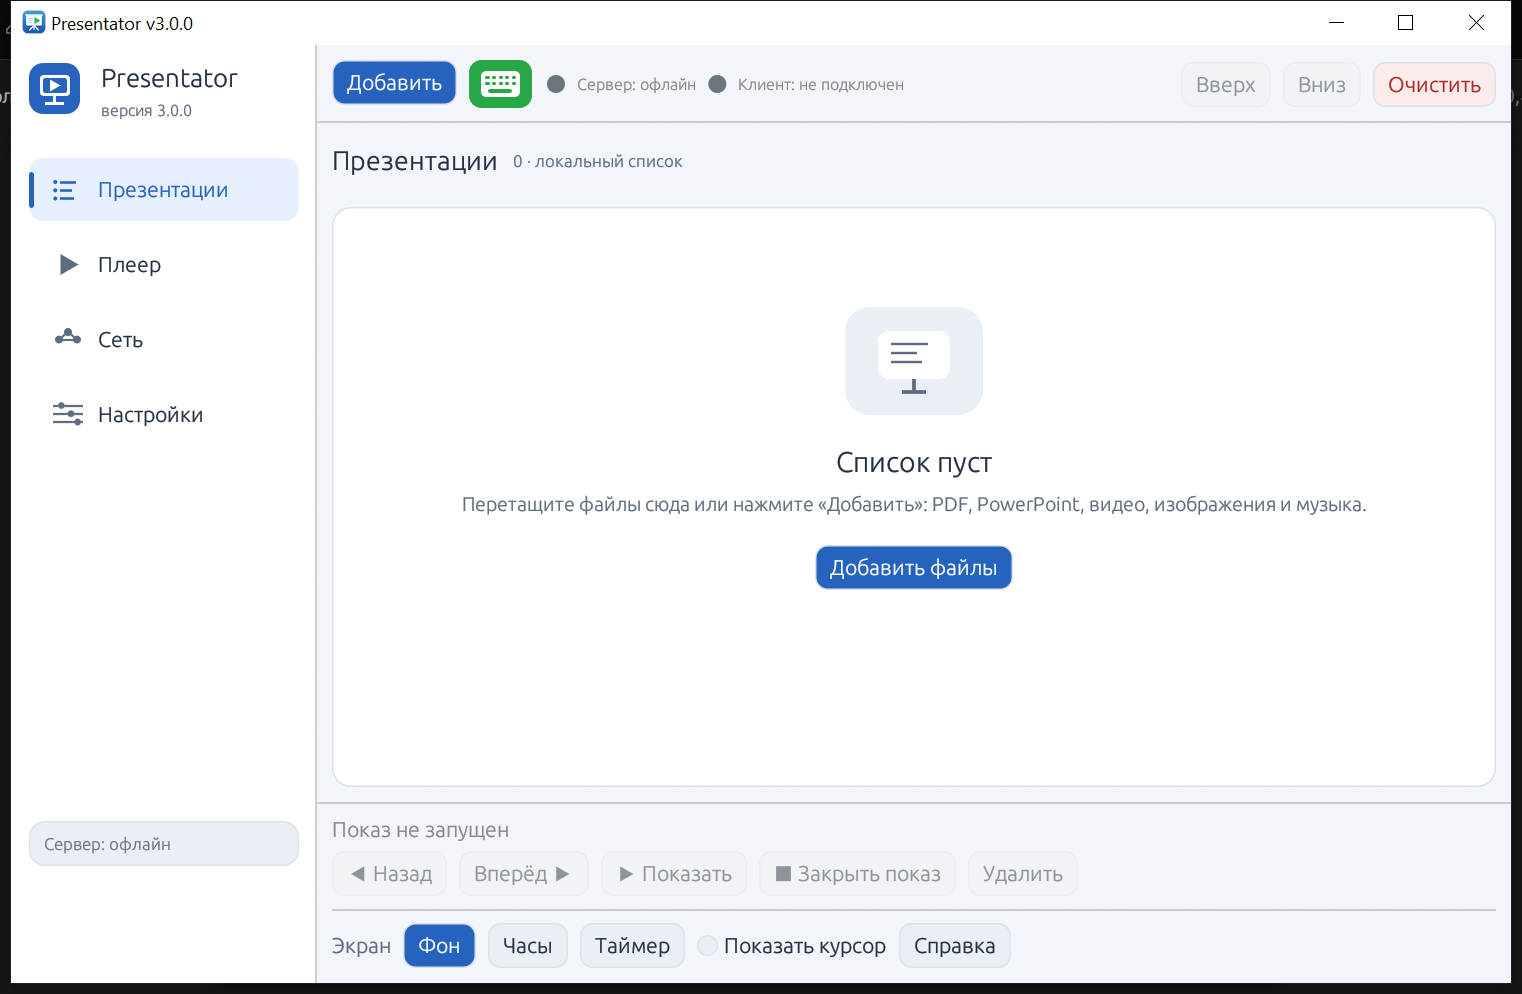 Presentator v3.0.0
Presentator
версия 3.0.0
Презентации
Плеер
Сеть
Настройки
Сервер: офлайн
Добавить
Сервер: офлайн
Клиент: не подключен
Вверх
Вниз
Очистить
Презентации
0 · локальный список
Список пуст
Перетащите файлы сюда или нажмите «Добавить»: PDF, PowerPoint, видео, изображения и музыка.
Добавить файлы
Показ не запущен
◀ Назад
Вперёд ▶
▶ Показать
■ Закрыть показ
Удалить
Экран
Фон
Часы
Таймер
Показать курсор
Справка